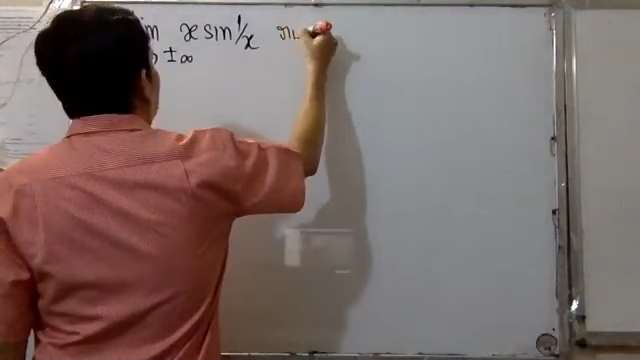 im x sin 1/x
±∞